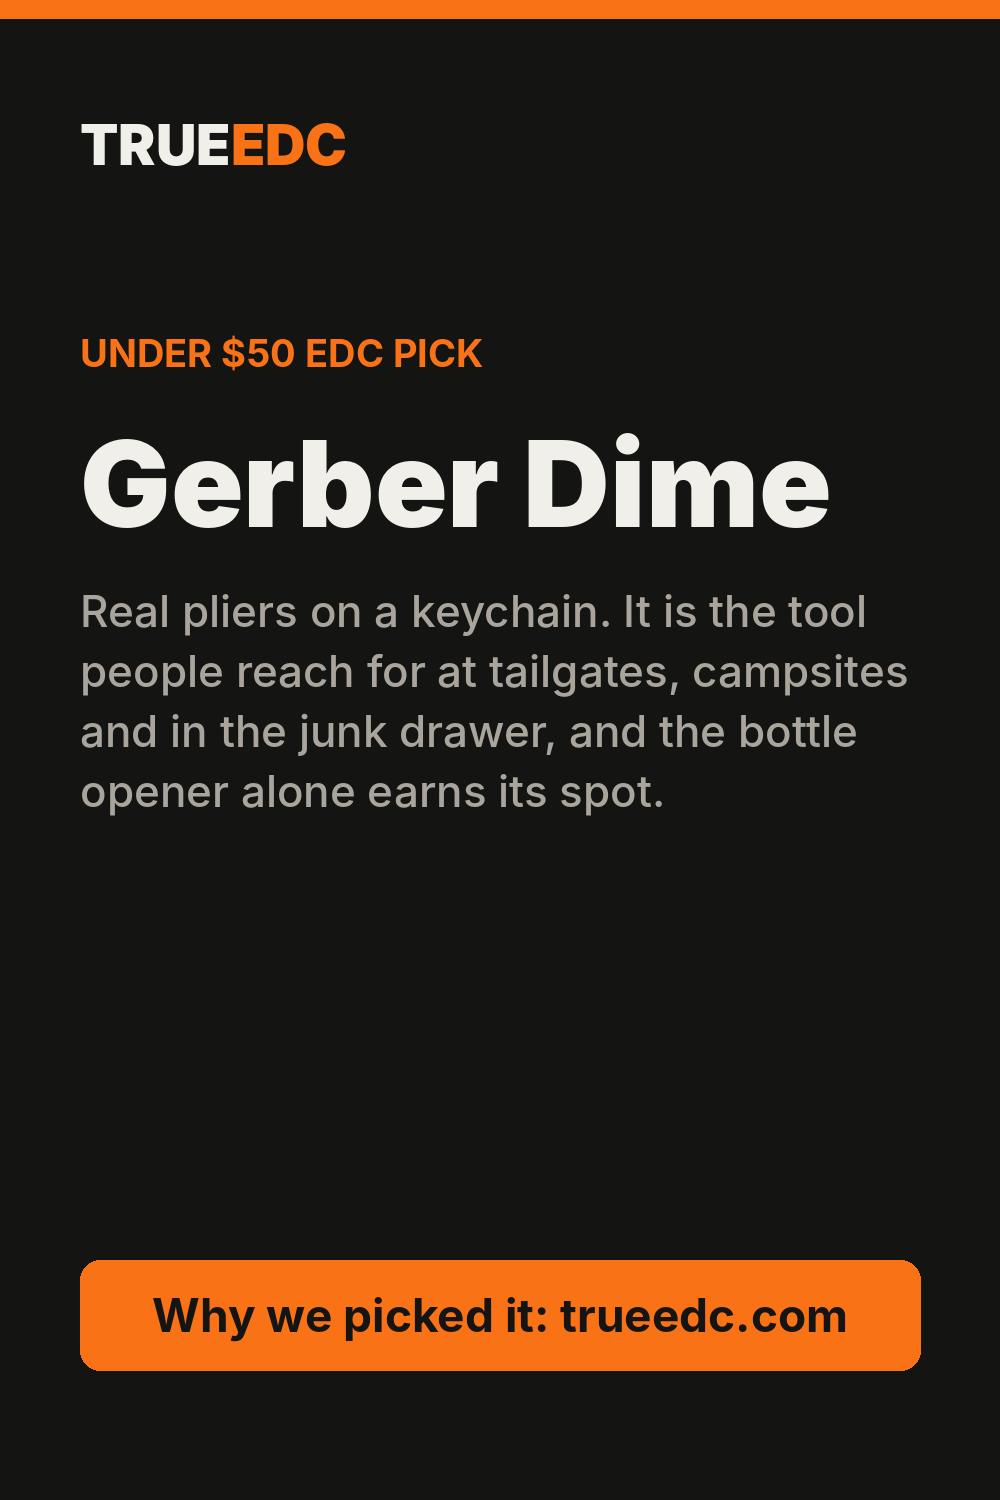 TRUEEDC
UNDER $50 EDC PICK
Gerber Dime
Real pliers on a keychain. It is the tool
people reach for at tailgates, campsites
and in the junk drawer, and the bottle
opener alone earns its spot.
Why we picked it: trueedc.com